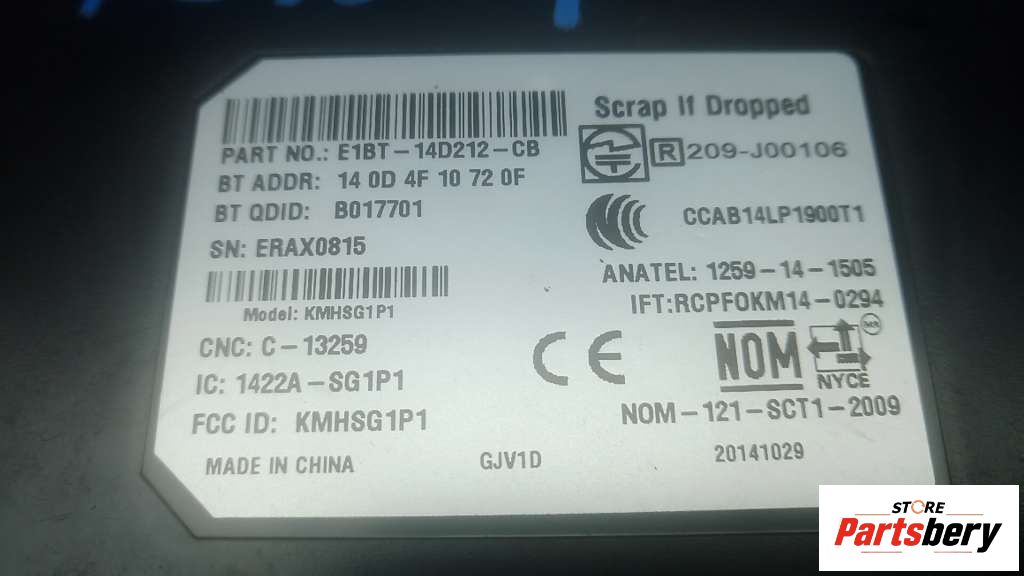 Scrap If Dropped
PART NO.: E1BT-14D212-CB
R 209-J00106
BT ADDR: 14 0D 4F 10 72 0F
BT QDID: B017701
CCAB14LP1900T1
SN: ERAX0815
ANATEL: 1259-14-1505
Model: KMHSG1P1
IFT:RCPFOKM14-0294
CNC: C-13259
CE
NOM
NYCE
IC: 1422A-SG1P1
FCC ID: KMHSG1P1
NOM-121-SCT1-2009
MADE IN CHINA
GJV1D
20141029
STORE
Partsbery